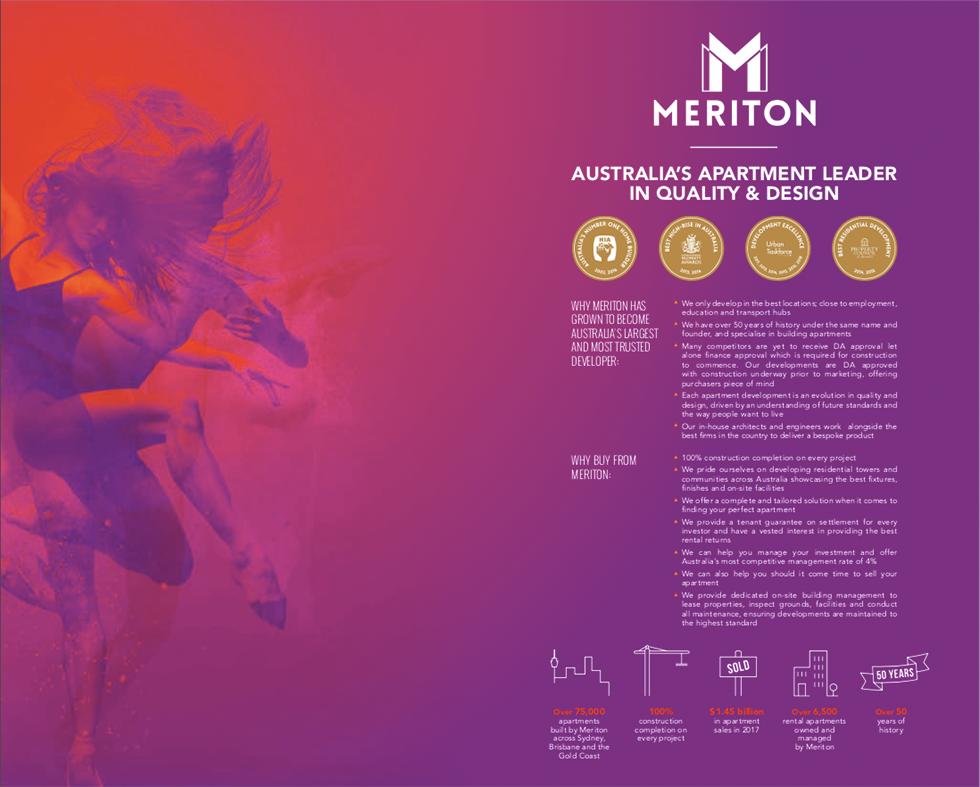 MERITON
AUSTRALIA'S APARTMENT LEADER
IN QUALITY & DESIGN
AUSTRALIA'S NUMBER ONE HOME BUILDER
HIA
BEST HIGH-RISE IN AUSTRALIA
PROPERTY
AWARDS
2013, 2014
DEVELOPMENT EXCELLENCE
Urban
Taskforce
BEST RESIDENTIAL DEVELOPMENT
PROPERTY
COUNCIL
2014, 2015
WHY MERITON HAS
GROWN TO BECOME
AUSTRALIA'S LARGEST
AND MOST TRUSTED
DEVELOPER:
We only develop in the best locations; close to employment,
education and transport hubs
We have over 50 years of history under the same name and
founder, and specialise in building apartments
Many competitors are yet to receive DA approval let
alone finance approval which is required for construction
to commence. Our developments are DA approved
with construction underway prior to marketing, offering
purchasers piece of mind
Each apartment development is an evolution in quality and
design, driven by an understanding of future standards and
the way people want to live
Our in-house architects and engineers work alongside the
best firms in the country to deliver a bespoke product
WHY BUY FROM
MERITON:
100% construction completion on every project
We pride ourselves on developing residential towers and
communities across Australia showcasing the best fixtures,
finishes and on-site facilities
We offer a complete and tailored solution when it comes to
finding your perfect apartment
We provide a tenant guarantee on settlement for every
investor and have a vested interest in providing the best
rental returns
We can help you manage your investment and offer
Australia's most competitive management rate of 4%
We can also help you should it come time to sell your
apartment
We provide dedicated on-site building management to
lease properties, inspect grounds, facilities and conduct
all maintenance, ensuring developments are maintained to
the highest standard
SOLD
50 YEARS
Over 75,000
apartments
built by Meriton
across Sydney,
Brisbane and the
Gold Coast
100%
construction
completion on
every project
$1.45 billion
in apartment
sales in 2017
Over 6,500
rental apartments
owned and
managed
by Meriton
Over 50
years of
history